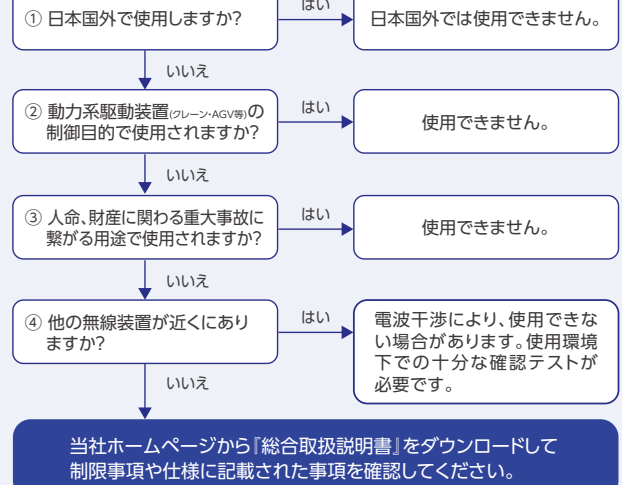 はい
① 日本国外で使用しますか?
日本国外では使用できません。
いいえ
② 動力系駆動装置(クレーン・AGV等)の
制御目的で使用されますか?
はい
使用できません。
いいえ
③ 人命、財産に関わる重大事故に
繋がる用途で使用されますか?
はい
使用できません。
いいえ
④ 他の無線装置が近くにあり
ますか?
はい
電波干渉により、使用できな
い場合があります。使用環境
下での十分な確認テストが
必要です。
いいえ
当社ホームページから『総合取扱説明書』をダウンロードして
制限事項や仕様に記載された事項を確認してください。